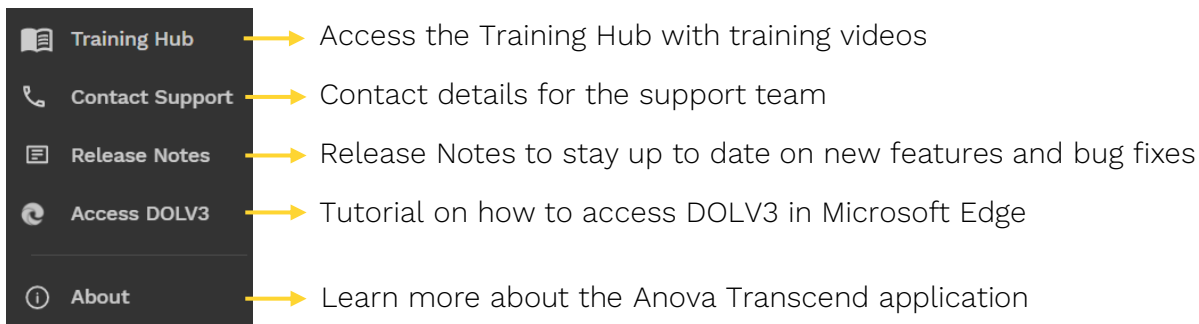 Training Hub Access the Training Hub with training videos
Contact Support Contact details for the support team
Release Notes Release Notes to stay up to date on new features and bug fixes
Access DOLV3 Tutorial on how to access DOLV3 in Microsoft Edge
About Learn more about the Anova Transcend application